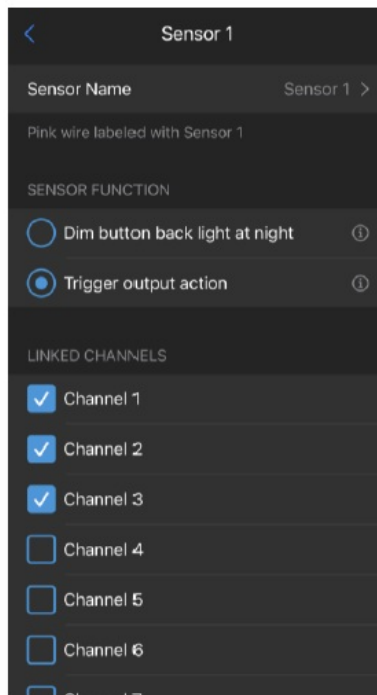 Sensor 1
Sensor Name Sensor 1 >
Pink wire labeled with Sensor 1
SENSOR FUNCTION
Dim button back light at night
Trigger output action
LINKED CHANNELS
Channel 1
Channel 2
Channel 3
Channel 4
Channel 5
Channel 6